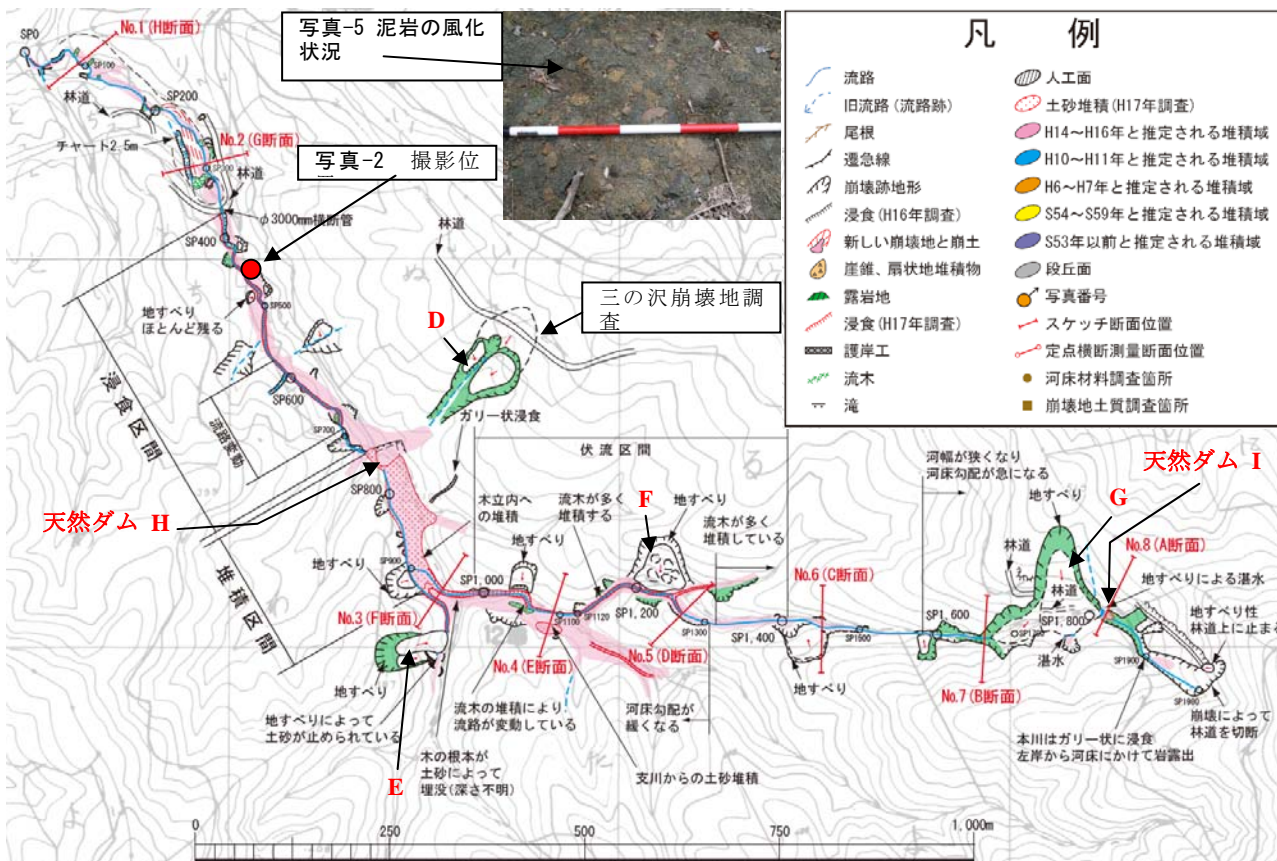 SP0
No.1 (H断面)
SP100
林道
SP200
チャート2.5m
No.2 (G断面)
SP300
林道
φ3000mm横断管
SP400
写真-5 泥岩の風化
状況
写真-2 撮影位
地すべり
ほとんど残る
SP500
SP600
SP700
浸食区間
流路変動
堆積区間
林道
D
三の沢崩壊地調
査
ガリー状浸食
天然ダム H
SP800
木立内へ
の堆積
伏流区間
流木が多く
堆積する
F
地すべり
流木が多く
堆積している
地すべり
地すべり
SP900
SP1,000
No.3 (F断面)
SP1100
SP1120
SP1,200
SP1300
No.4 (E断面)
No.5 (D断面)
SP1,400
No.6 (C断面)
SP1500
地すべり
河幅が狭くなり
河床勾配が急になる
地すべり
G
天然ダム I
No.8 (A断面)
林道
林道
地すべりによる湛水
SP1,600
SP1,800
湛水
地すべり性
林道上に止まる
No.7 (B断面)
SP1900
SP1900
崩壊によって
林道を切断
本川はガリー状に浸食
左岸から河床にかけて岩露出
地すべり
地すべりによって
土砂が止められている
E
流木の堆積により
流路が変動している
木の根本が
土砂によって
埋没(深さ不明)
河床勾配が
緩くなる
支川からの土砂堆積
0 250 500 750 1,000m
凡 例
流路
旧流路(流路跡)
尾根
遷急線
崩壊跡地形
浸食(H16年調査)
新しい崩壊地と崩土
崖錐、扇状地堆積物
露岩地
浸食(H17年調査)
護岸工
流木
滝
人工面
土砂堆積(H17年調査)
H14～H16年と推定される堆積域
H10～H11年と推定される堆積域
H6～H7年と推定される堆積域
S54～S59年と推定される堆積域
S53年以前と推定される堆積域
段丘面
写真番号
スケッチ断面位置
定点横断測量断面位置
河床材料調査箇所
崩壊地土質調査箇所